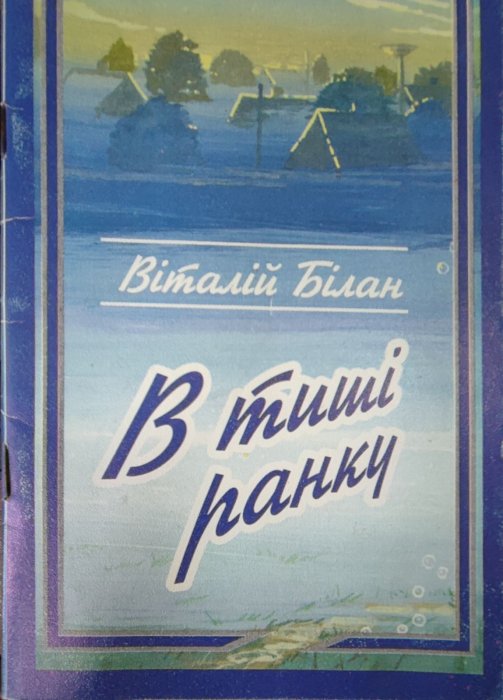 Віталій Білан
В тиші
ранку